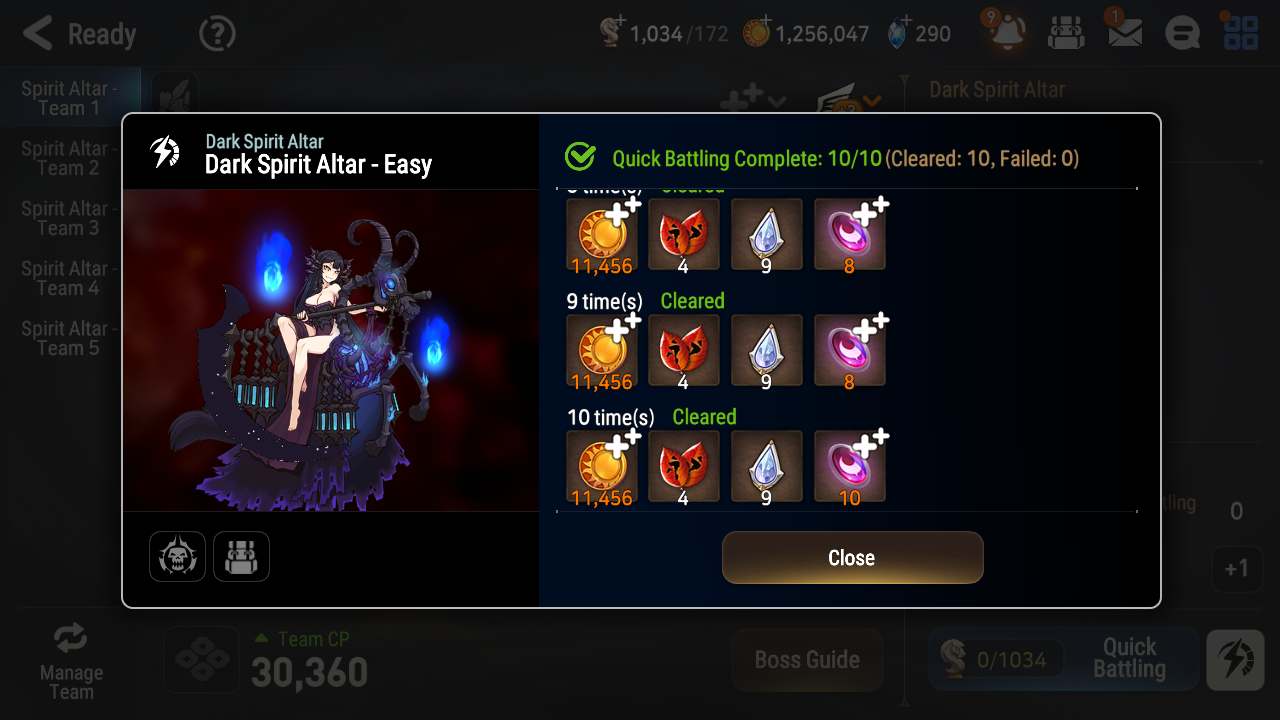 Ready
?
1,034/172
1,256,047
290
9
1
Spirit Altar -
Team 1
Spirit Altar -
Team 2
Spirit Altar -
Team 3
Spirit Altar -
Team 4
Spirit Altar -
Team 5
Dark Spirit Altar
Dark Spirit Altar
Dark Spirit Altar - Easy
Quick Battling Complete: 10/10 (Cleared: 10, Failed: 0)
time(s) Cleared
11,456 4 9 8
9 time(s) Cleared
11,456 4 9 8
10 time(s) Cleared
11,456 4 9 10
Close
0
+1
Manage
Team
Team CP
30,360
Boss Guide
0/1034
Quick
Battling